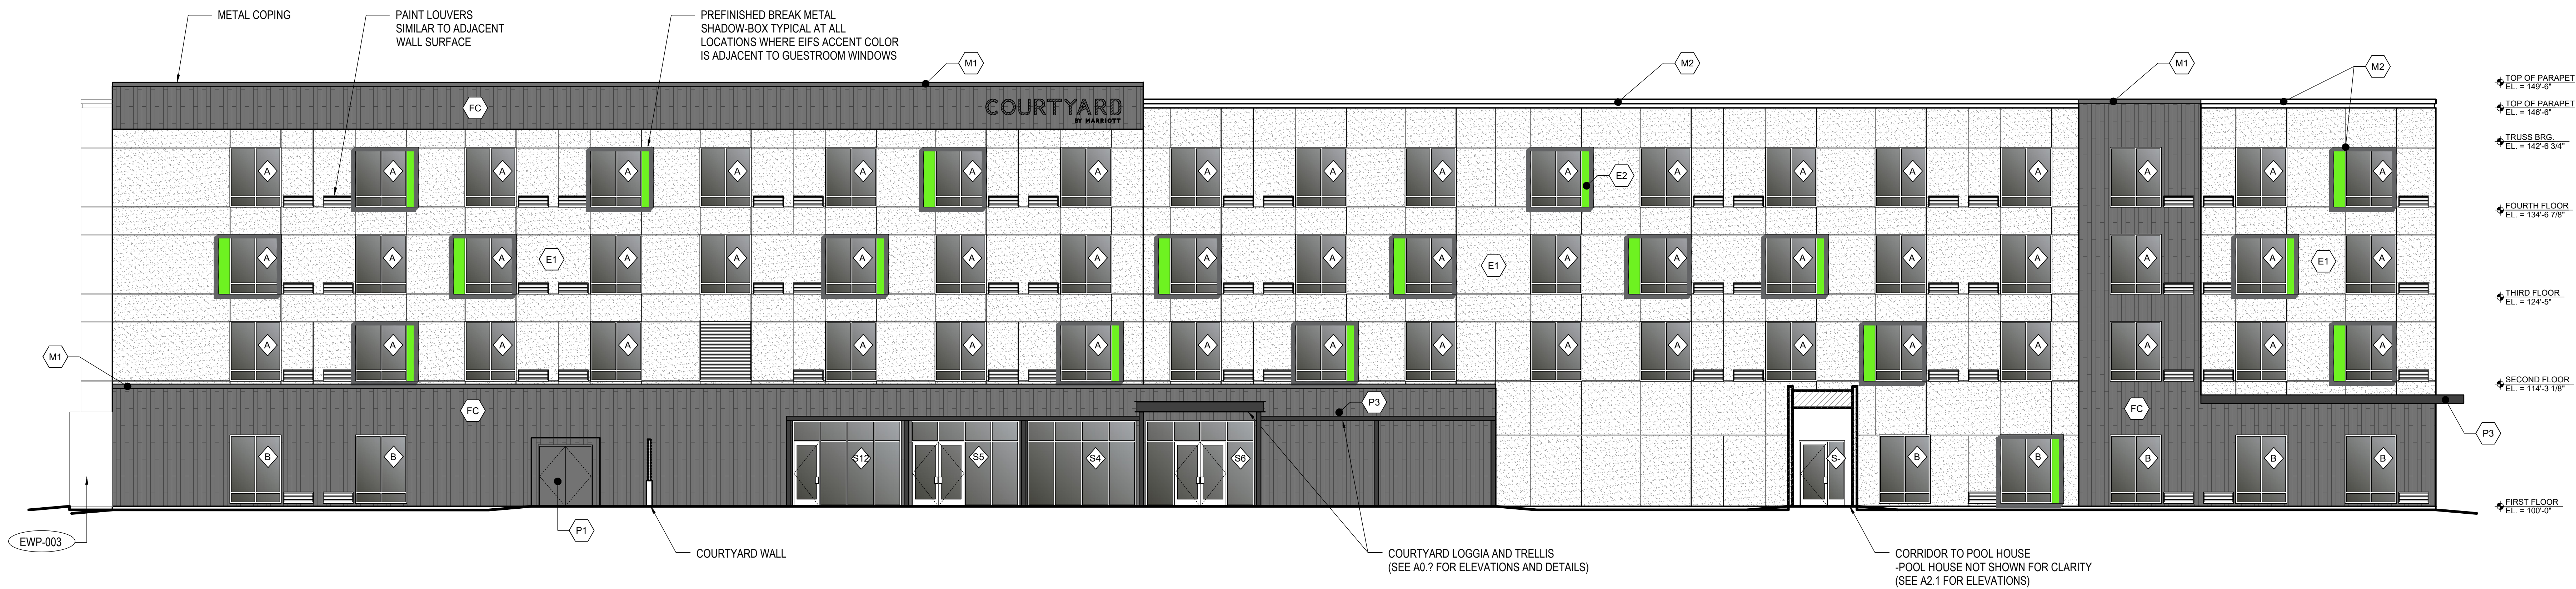 METAL COPING
PAINT LOUVERS
SIMILAR TO ADJACENT
WALL SURFACE
PREFINISHED BREAK METAL
SHADOW-BOX TYPICAL AT ALL
LOCATIONS WHERE EIFS ACCENT COLOR
IS ADJACENT TO GUESTROOM WINDOWS
M1
M2
M1
M2
TOP OF PARAPET
EL. = 149'-6"
TOP OF PARAPET
EL. = 146'-6"
FC
COURTYARD
BY MARRIOTT
TRUSS BRG.
EL. = 142'-6 3/4"
A A A A A A A A A A A A A A A A A A A
E2
FOURTH FLOOR
EL. = 134'-6 7/8"
A A A A A A A A A A A A A A A A A A A
E1
E1
E1
THIRD FLOOR
EL. = 124'-5"
A A A A A A A A A A A A A A A A A A
M1
SECOND FLOOR
EL. = 114'-3 1/8"
FC
P3
FC
P3
B B S12 S5 S4 S6 S- B B B B B
P1
FIRST FLOOR
EL. = 100'-0"
EWP-003
COURTYARD WALL
COURTYARD LOGGIA AND TRELLIS
(SEE A0.? FOR ELEVATIONS AND DETAILS)
CORRIDOR TO POOL HOUSE
-POOL HOUSE NOT SHOWN FOR CLARITY
(SEE A2.1 FOR ELEVATIONS)